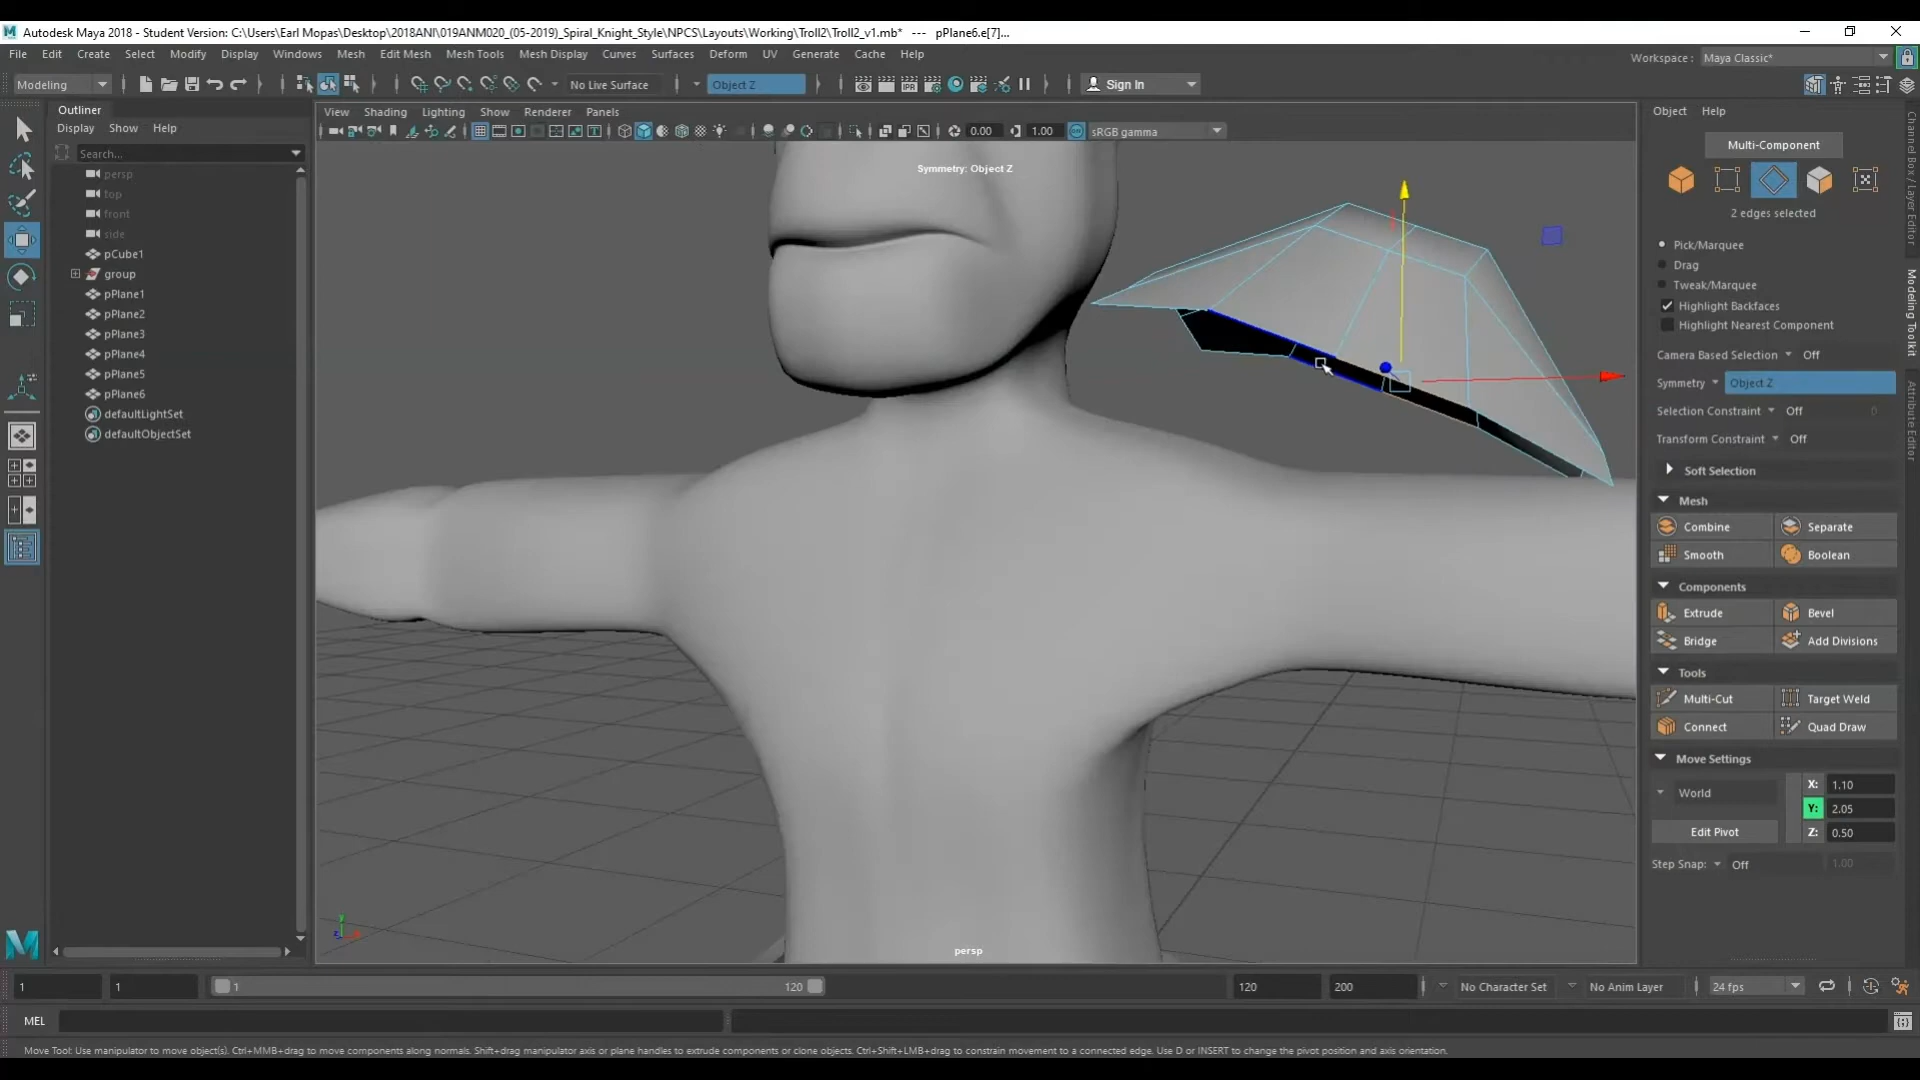 Autodesk Maya 2018 - Student Version: C:\Users\Earl Mopas\Desktop\2018ANI\019ANM020_(05-2019)_Spiral_Knight_Style\NPCS\Layouts\Working\Troll2\Troll2_v1.mb* --- pPlane6.e[7]...
File Edit Create Select Modify Display Windows Mesh Edit Mesh Mesh Tools Mesh Display Curves Surfaces Deform UV Generate Cache Help
Workspace : Maya Classic*
Modeling No Live Surface Object Z Sign In
Outliner
Display Show Help
Search...
persp
top
front
side
pCube1
group
pPlane1
pPlane2
pPlane3
pPlane4
pPlane5
pPlane6
defaultLightSet
defaultObjectSet
View Shading Lighting Show Renderer Panels
0.00 1.00 sRGB gamma
Symmetry: Object Z
persp
Object Help
Multi-Component
2 edges selected
Pick/Marquee
Drag
Tweak/Marquee
Highlight Backfaces
Highlight Nearest Component
Camera Based Selection Off
Symmetry Object Z
Selection Constraint Off 0
Transform Constraint Off
Soft Selection
Mesh
Combine Separate
Smooth Boolean
Components
Extrude Bevel
Bridge Add Divisions
Tools
Multi-Cut Target Weld
Connect Quad Draw
Move Settings
World X: 1.10
Y: 2.05
Edit Pivot Z: 0.50
Step Snap: Off 1.00
Channel Box / Layer Editor
Modeling Toolkit
Attribute Editor
1 1 1 120 120 200 No Character Set No Anim Layer 24 fps
MEL
Move Tool: Use manipulator to move object(s). Ctrl+MMB+drag to move components along normals. Shift+drag manipulator axis or plane handles to extrude components or clone objects. Ctrl+Shift+LMB+drag to constrain movement to a connected edge. Use D or INSERT to change the pivot position and axis orientation.